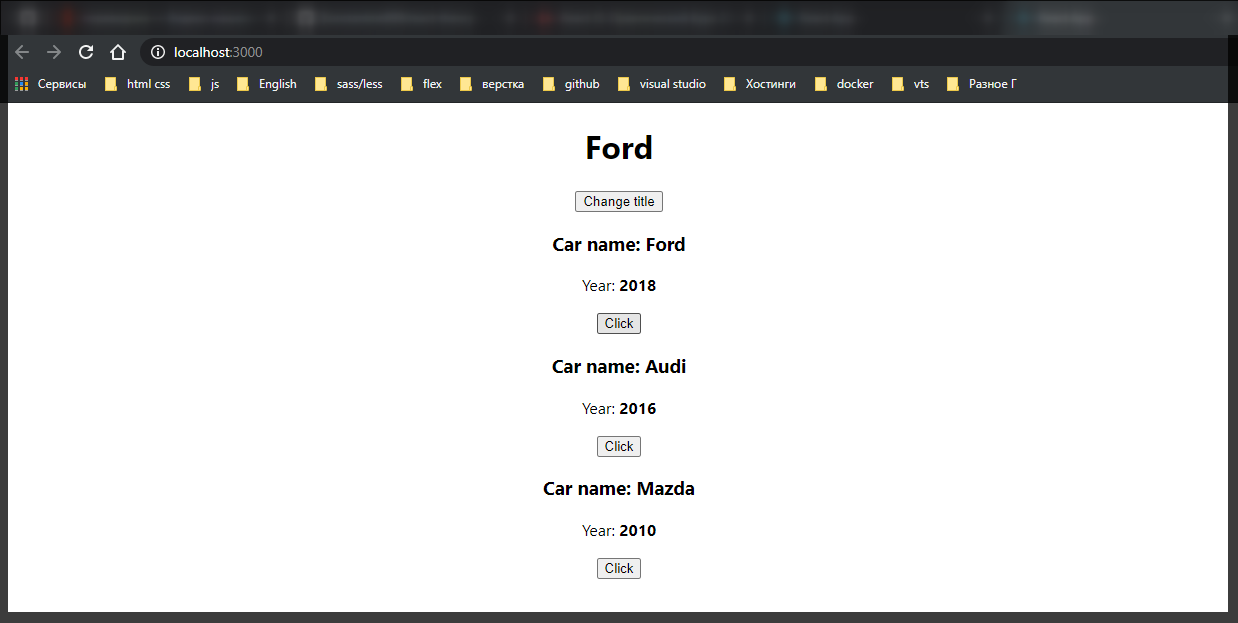 localhost:3000
Сервисы html css js English sass/less flex верстка github visual studio Хостинги docker vts Разное Г
Ford
Change title
Car name: Ford
Year: 2018
Click
Car name: Audi
Year: 2016
Click
Car name: Mazda
Year: 2010
Click